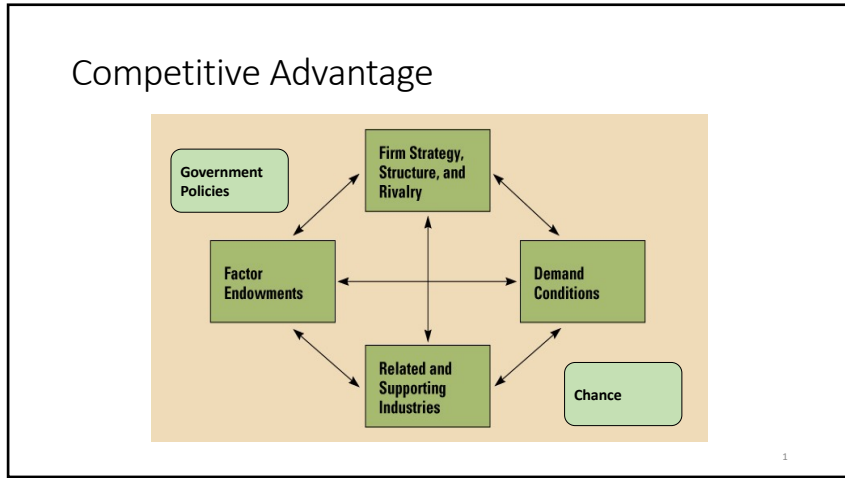 Competitive Advantage
Government
Policies
Firm Strategy,
Structure, and
Rivalry
Factor
Endowments
Demand
Conditions
Related and
Supporting
Industries
Chance
1